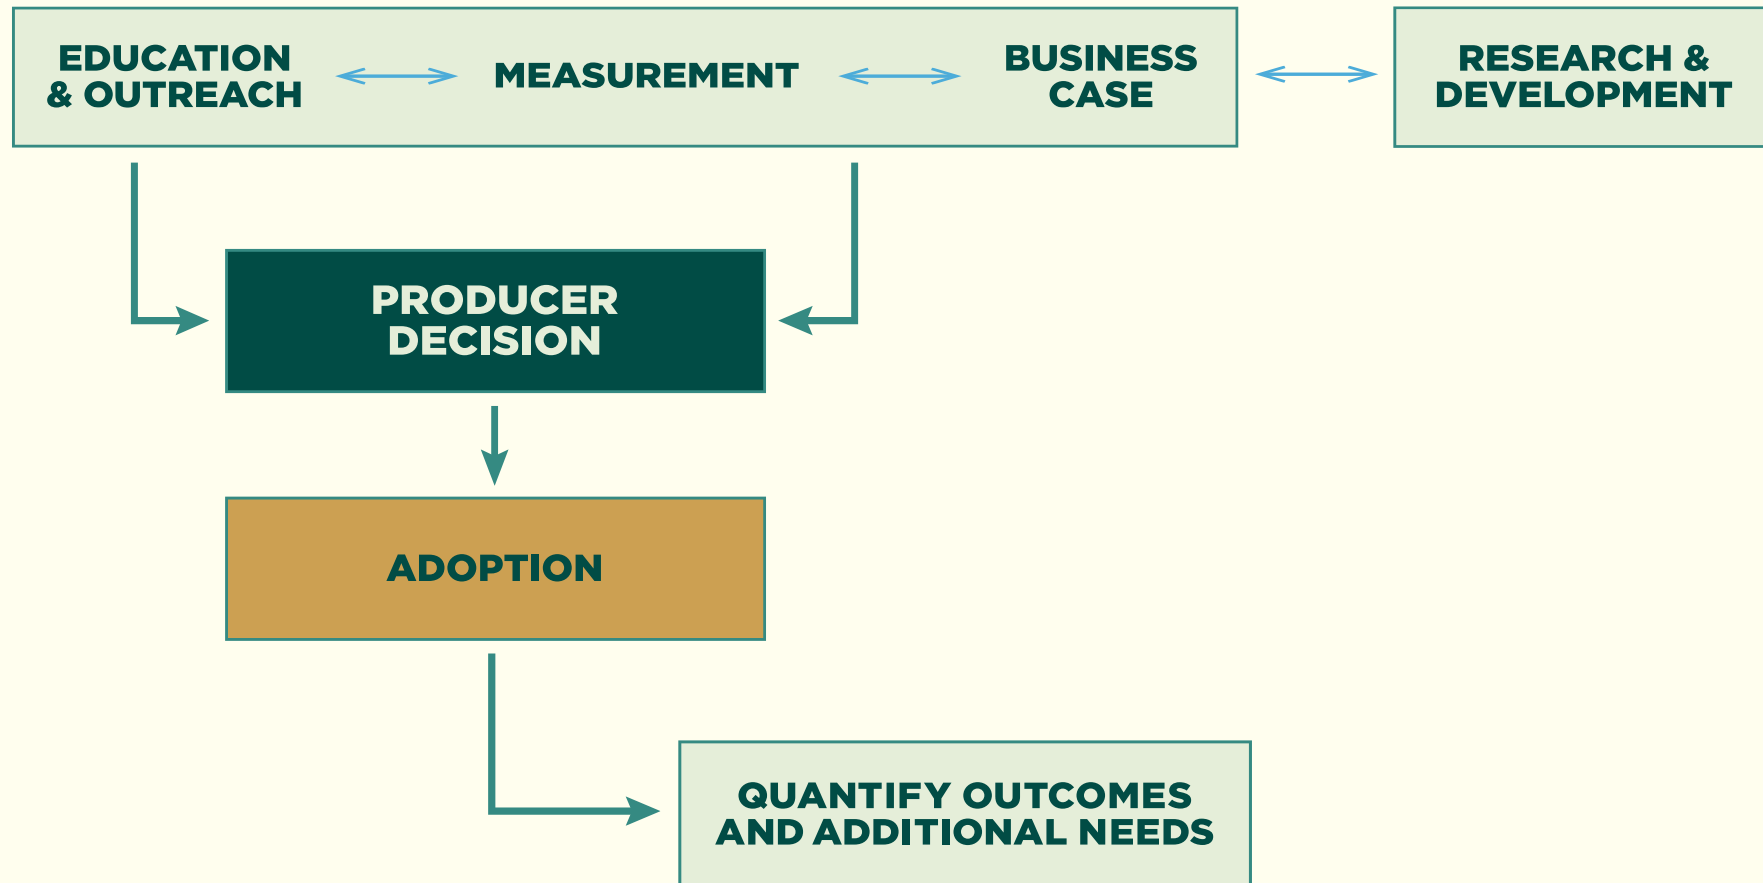 EDUCATION
& OUTREACH
MEASUREMENT
BUSINESS
CASE
RESEARCH &
DEVELOPMENT
PRODUCER
DECISION
ADOPTION
QUANTIFY OUTCOMES
AND ADDITIONAL NEEDS